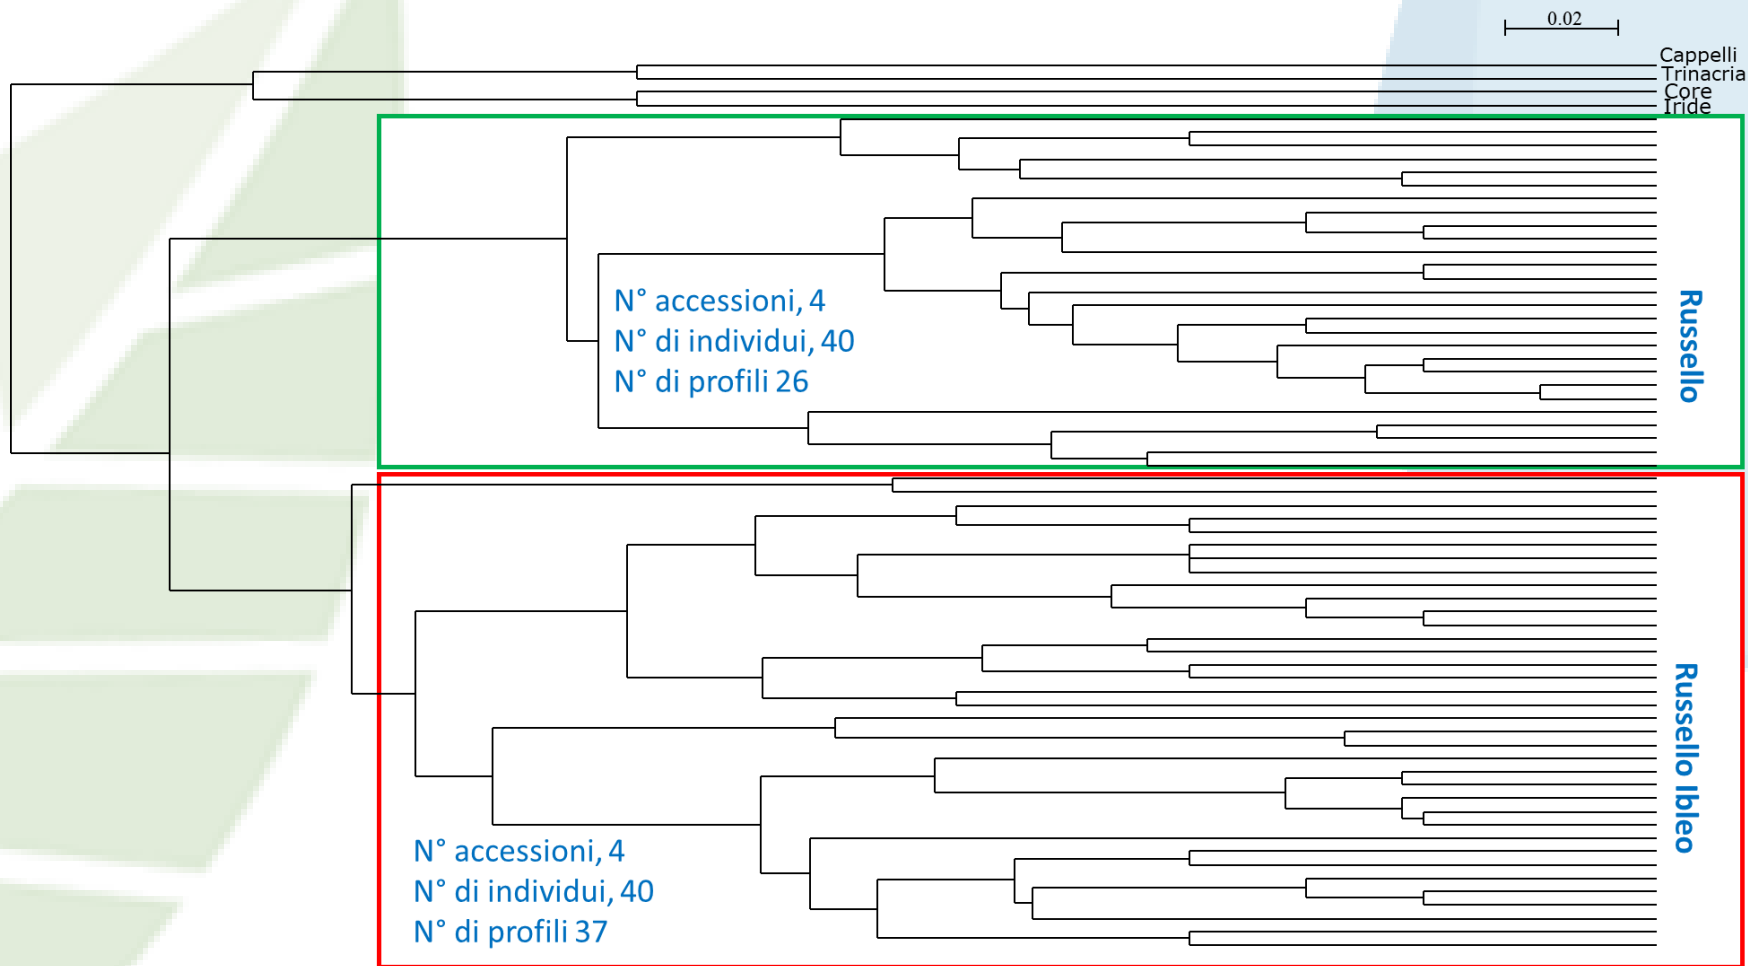 0.02
Cappelli
Trinacria
Core
Iride
N° accessioni, 4
N° di individui, 40
N° di profili 26
Russello
N° accessioni, 4
N° di individui, 40
N° di profili 37
Russello Ibleo